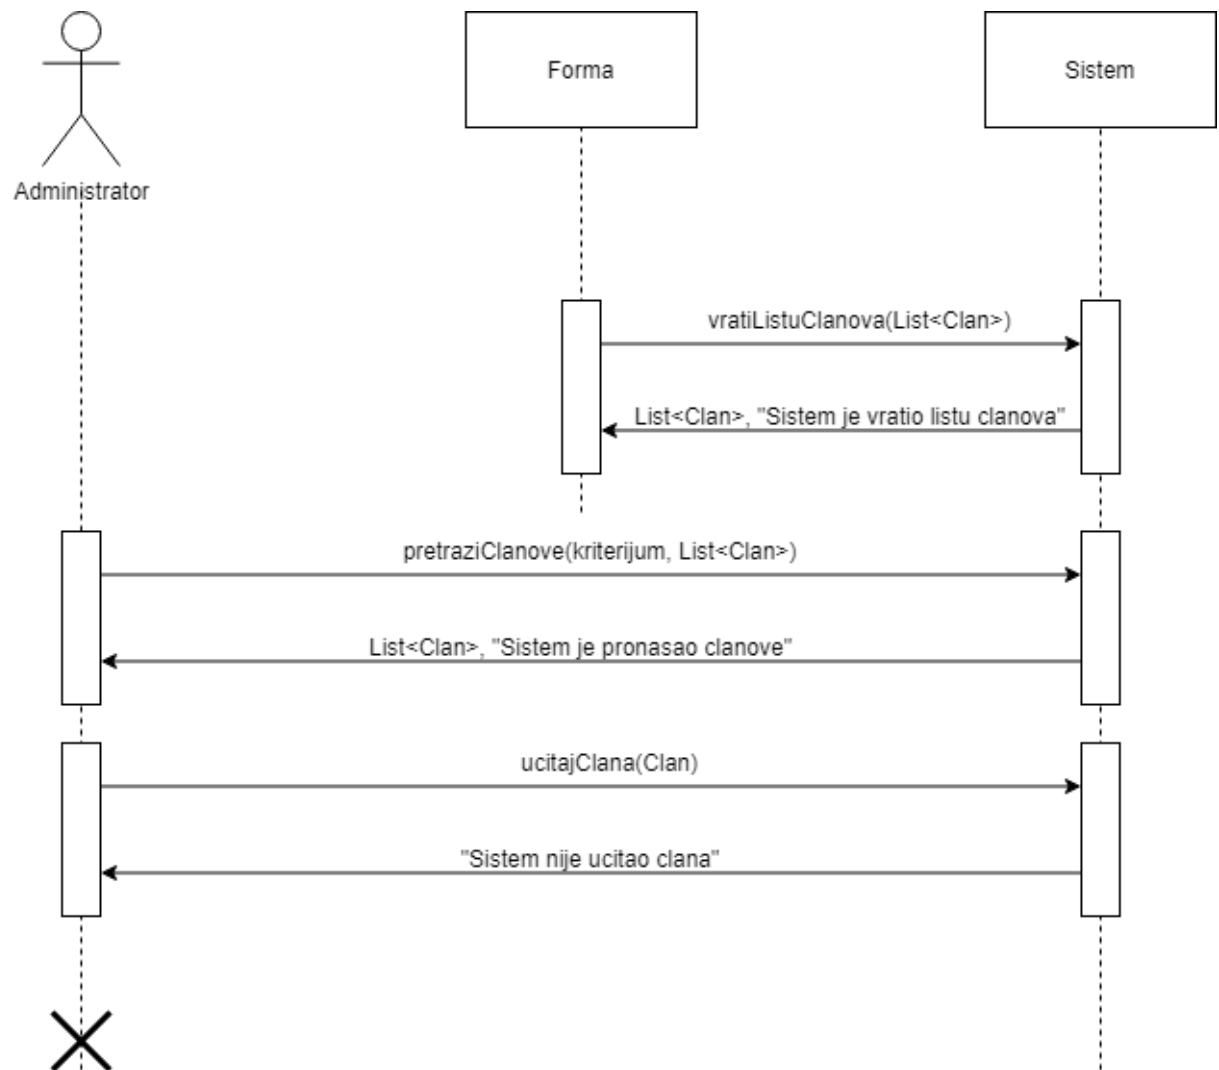 Forma
Sistem
Administrator
vratiListuClanova(List<Clan>)
List<Clan>, "Sistem je vratio listu clanova"
pretraziClanove(kriterijum, List<Clan>)
List<Clan>, "Sistem je pronasao clanove"
ucitajClana(Clan)
"Sistem nije ucitao clana"